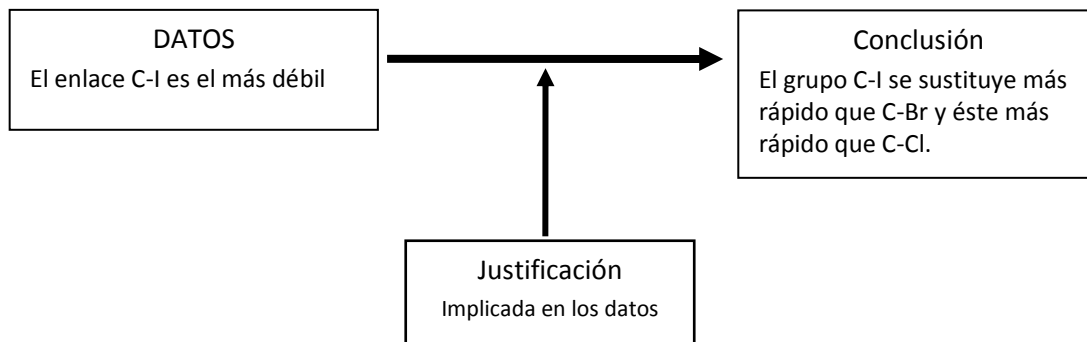 DATOS
El enlace C-I es el más débil
Conclusión
El grupo C-I se sustituye más
rápido que C-Br y éste más
rápido que C-Cl.
Justificación
Implicada en los datos